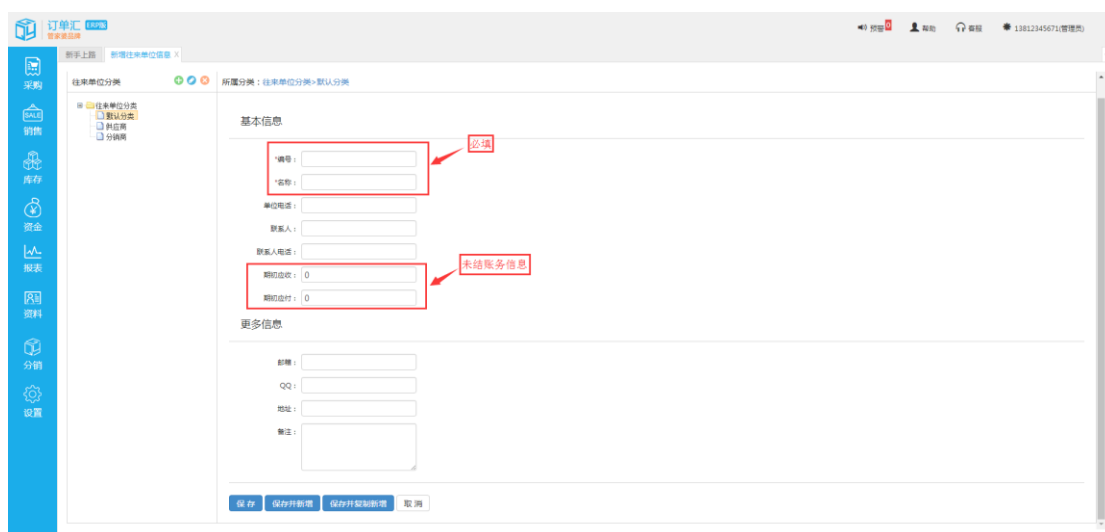 订单汇 ERP版
管家婆品牌
预警 0 帮助 客服 13812345671(管理员)
新手上路 新增往来单位信息 X
采购
销售
SALE
库存
资金
报表
资料
分销
设置
往来单位分类
往来单位分类
默认分类
供应商
分销商
所属分类：往来单位分类>默认分类
基本信息
*编号：
必填
*名称：
单位电话：
联系人：
联系人电话：
未结账务信息
期初应收： 0
期初应付： 0
更多信息
邮箱：
QQ：
地址：
备注：
保 存 保存并新增 保存并复制新增 取 消